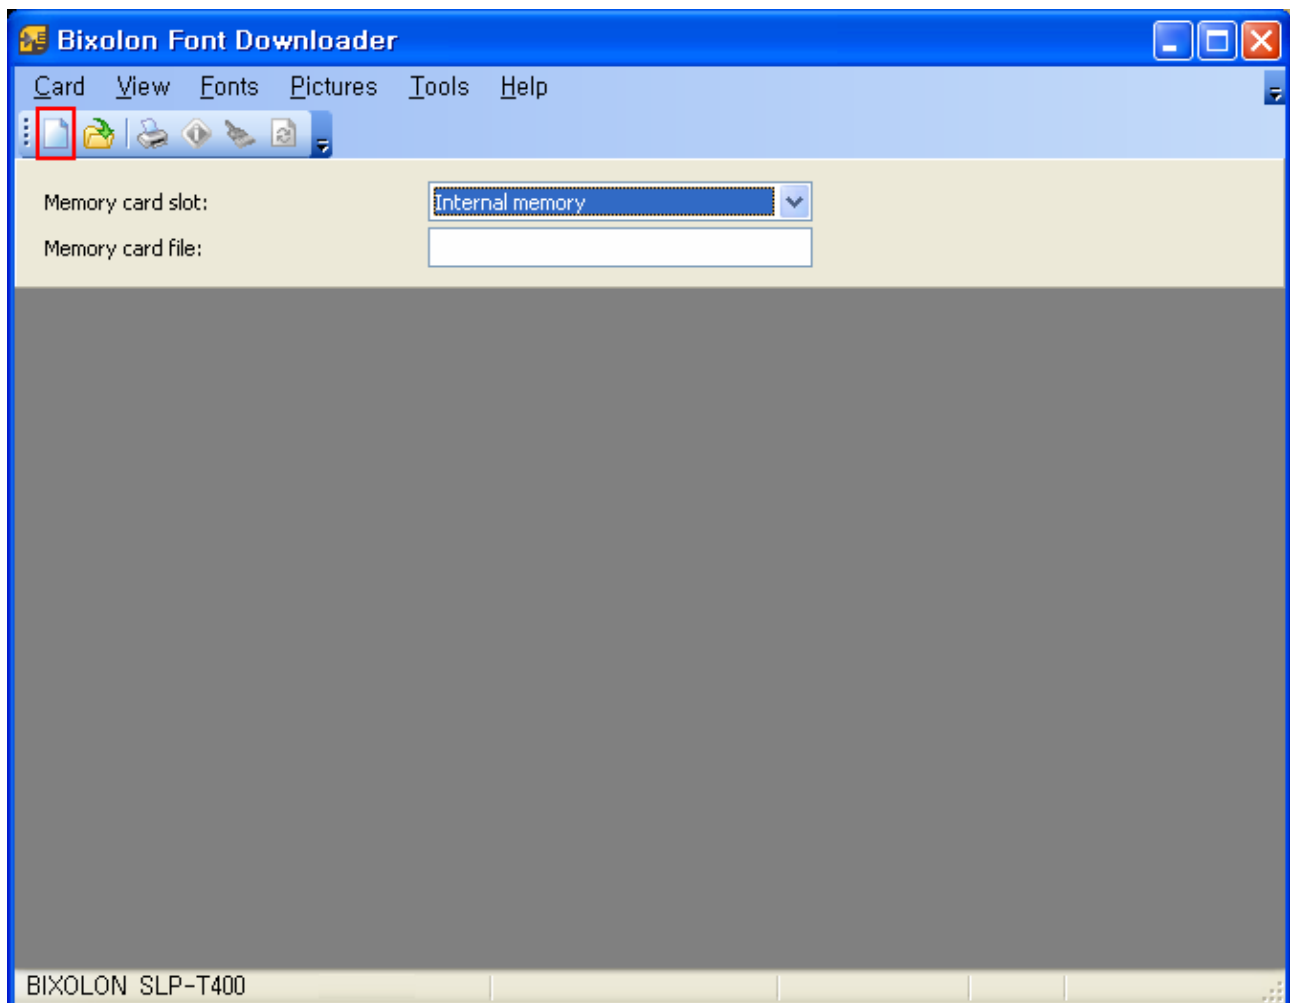 Bixolon Font Downloader
Card View Fonts Pictures Tools Help
Memory card slot: Internal memory
Memory card file:
BIXOLON SLP-T400